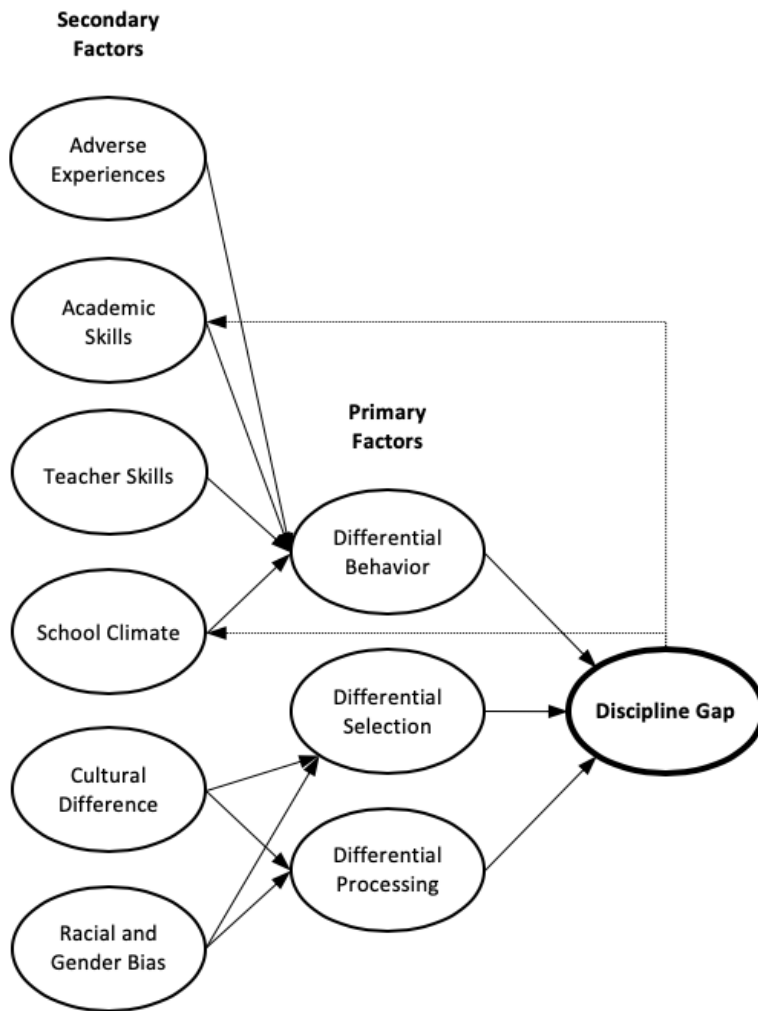 Secondary
Factors
Adverse
Experiences
Academic
Skills
Teacher Skills
School Climate
Cultural
Difference
Racial and
Gender Bias
Primary
Factors
Differential
Behavior
Differential
Selection
Differential
Processing
Discipline Gap